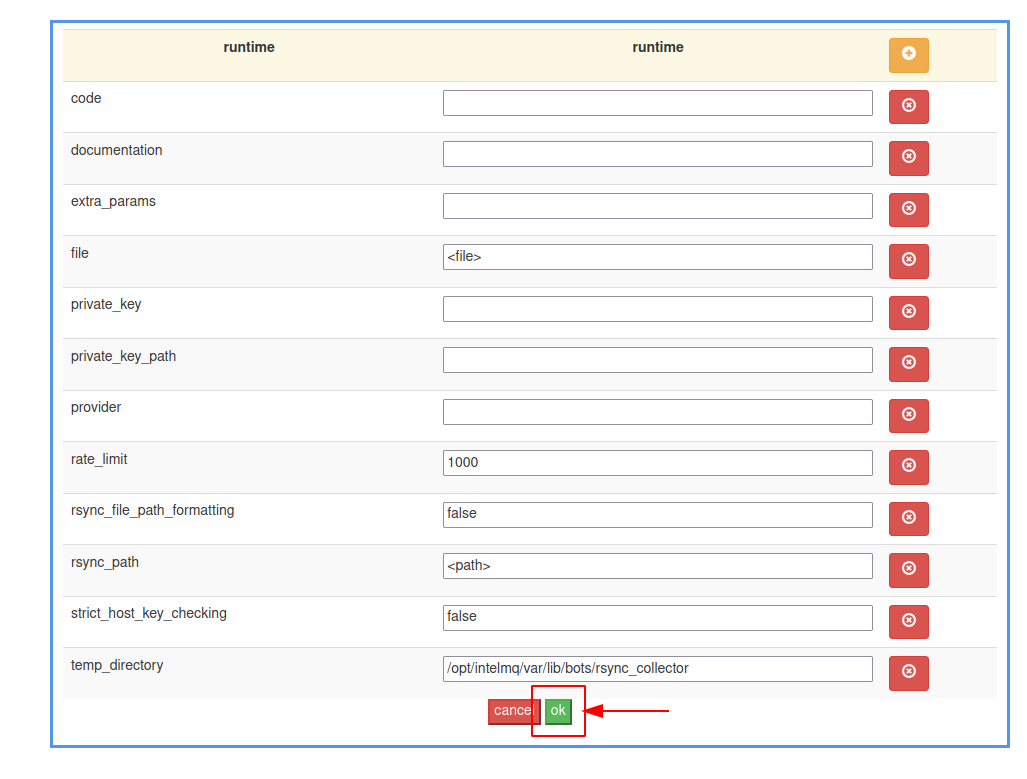 runtime runtime
code
documentation
extra_params
file <file>
private_key
private_key_path
provider
rate_limit 1000
rsync_file_path_formatting false
rsync_path <path>
strict_host_key_checking false
temp_directory /opt/intelmq/var/lib/bots/rsync_collector
cancel ok